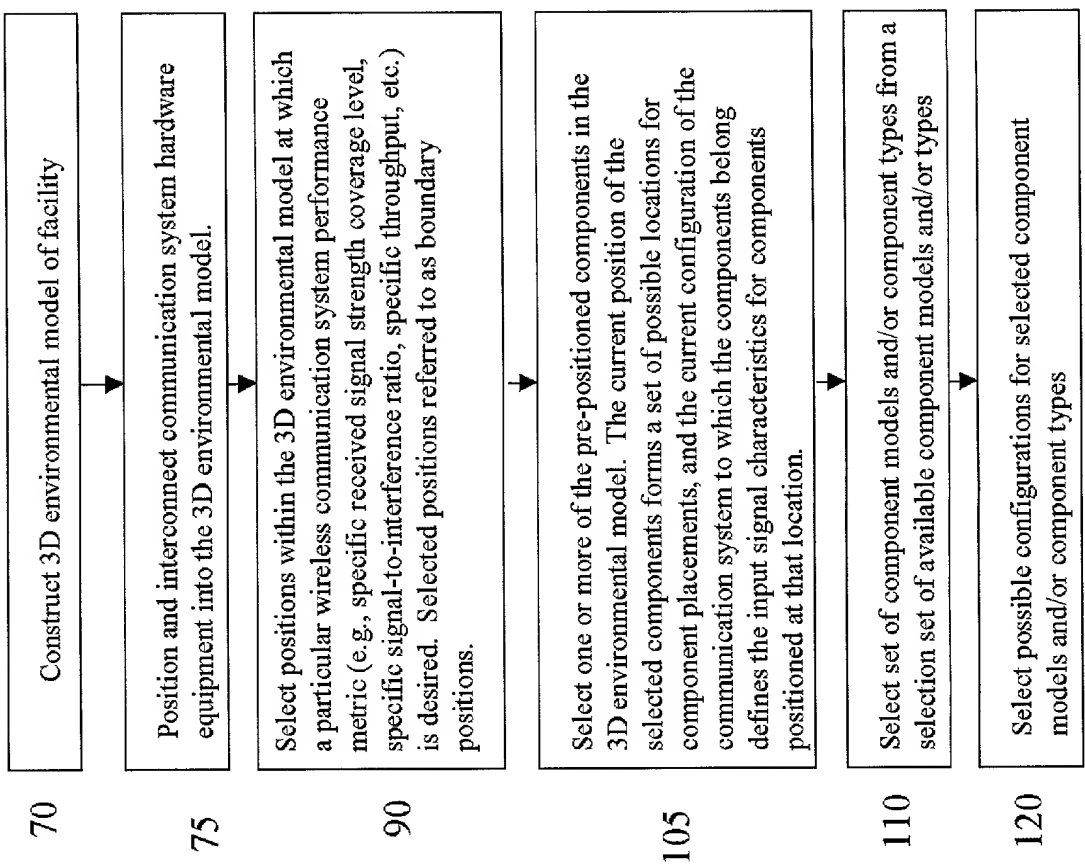 70
Construct 3D environmental model of facility
75
Position and interconnect communication system hardware
equipment into the 3D environmental model.
90
Select positions within the 3D environmental model at which
a particular wireless communication system performance
metric (e.g., specific received signal strength coverage level,
specific signal-to-interference ratio, specific throughput, etc.)
is desired. Selected positions referred to as boundary
positions.
105
Select one or more of the pre-positioned components in the
3D environmental model. The current position of the
selected components forms a set of possible locations for
component placements, and the current configuration of the
communication system to which the components belong
defines the input signal characteristics for components
positioned at that location.
110
Select set of component models and/or component types from a
selection set of available component models and/or types
120
Select possible configurations for selected component
models and/or component types